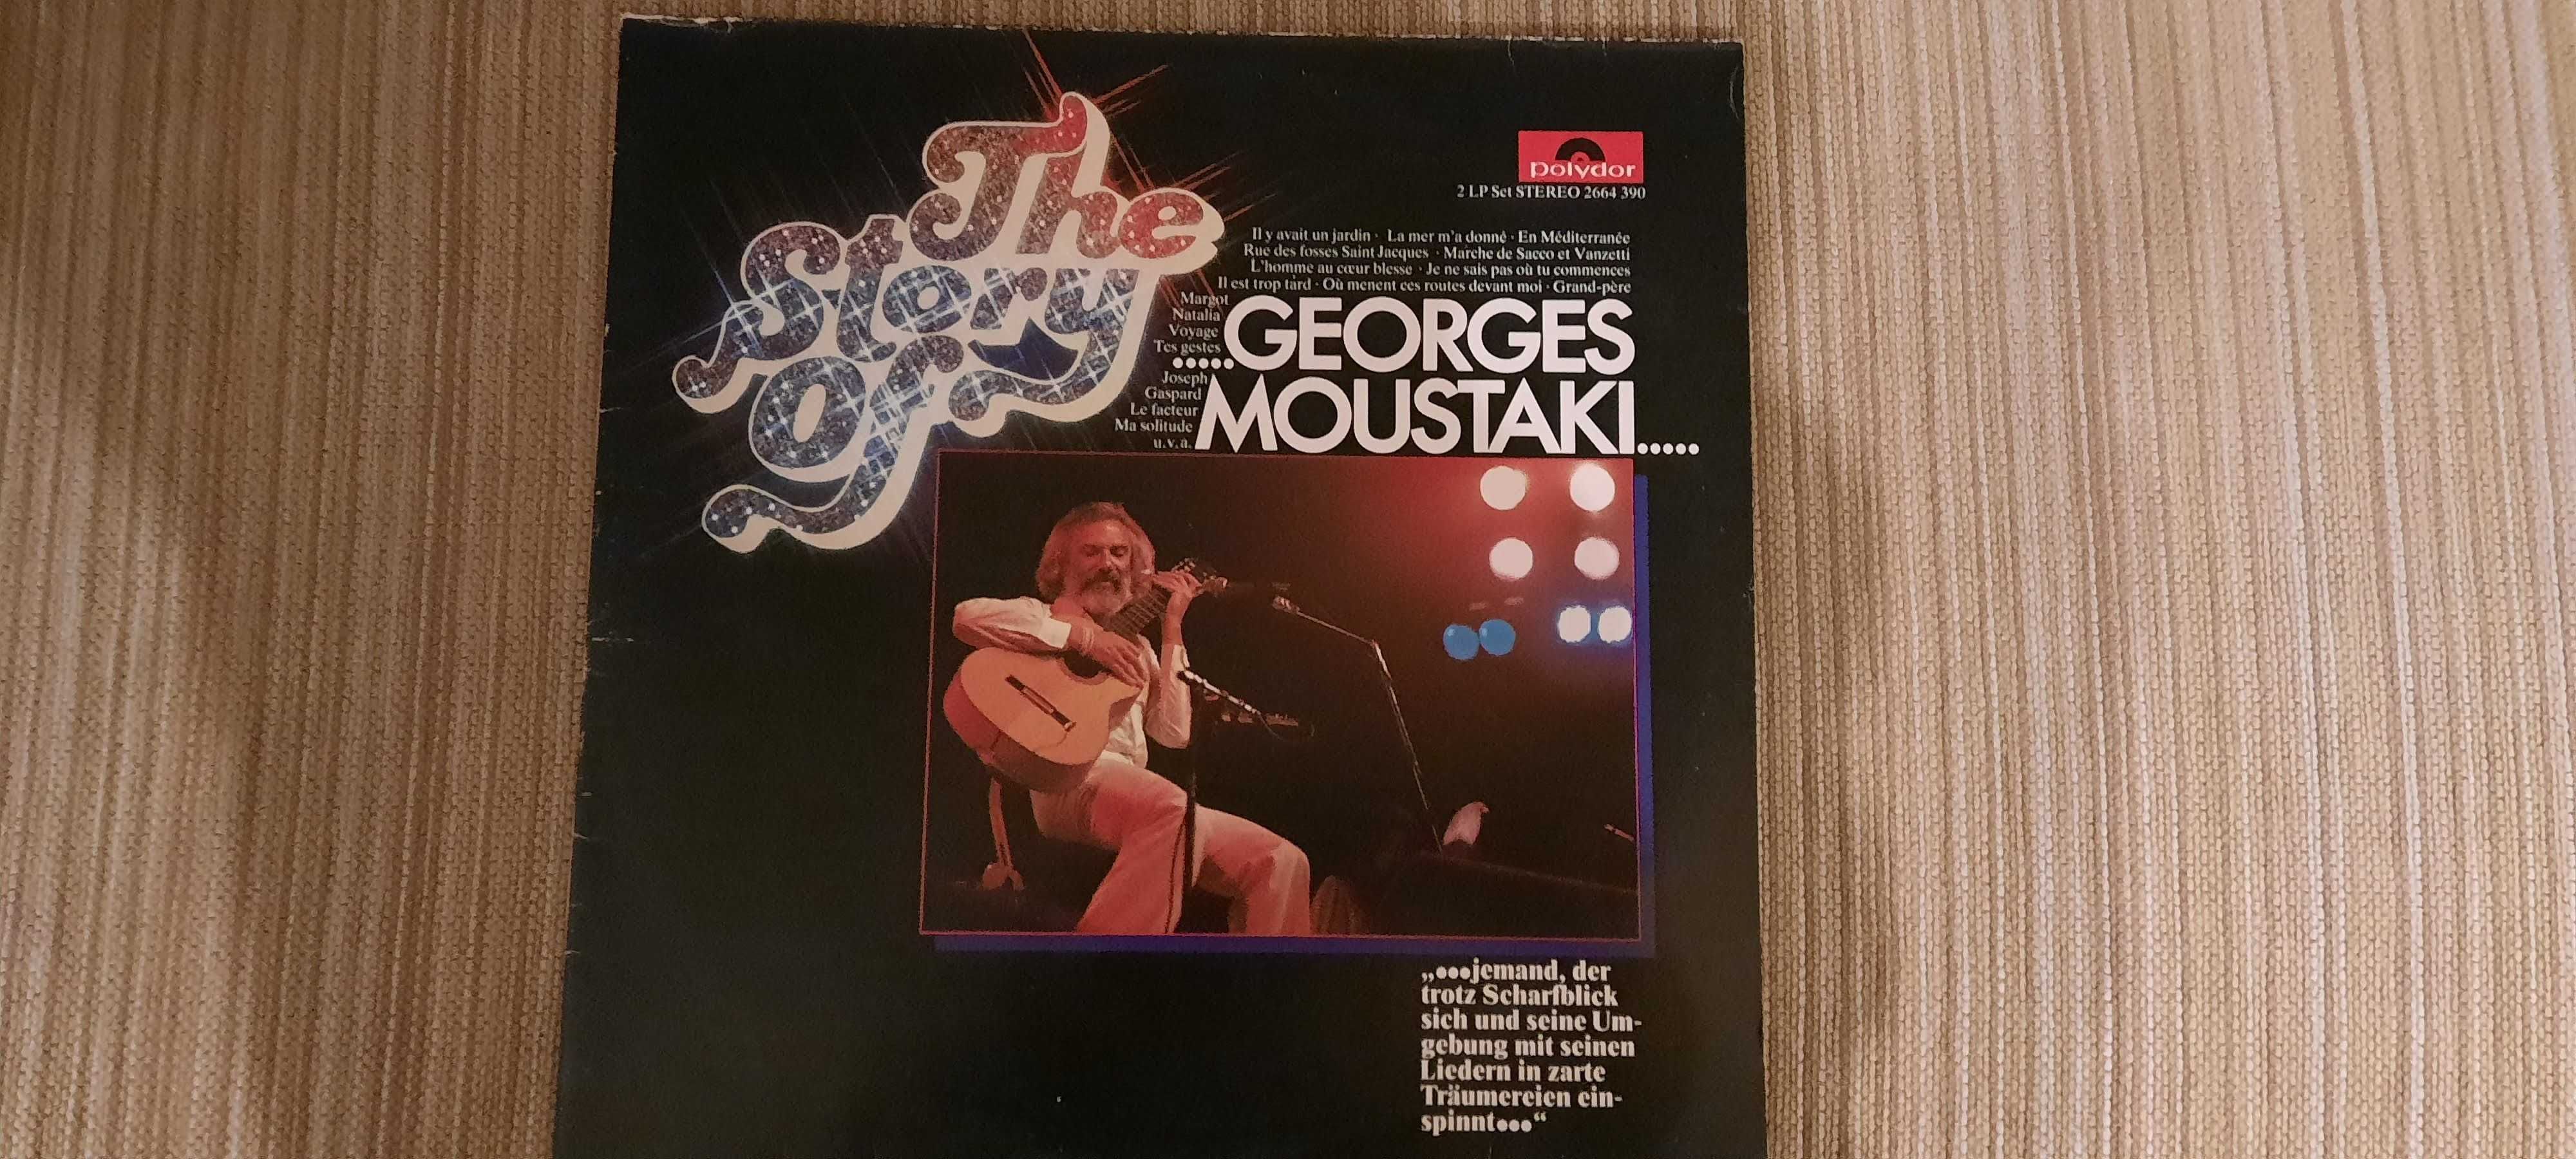 The
Story
Of
polydor
2 LP Set STEREO 2664 390
Il y avait un jardin · La mer m'a donné · En Méditerranée
Rue des fosses Saint Jacques · Marche de Sacco et Vanzetti
L'homme au cœur blesse · Je ne sais pas où tu commences
Il est trop tard · Où menent ces routes devant moi · Grand-père
Margot
Natalia
Voyage
Tes gestes
.....GEORGES
Joseph
Gaspard
Le facteur
Ma solitude
u.v.a.
MOUSTAKI.....
„...jemand, der
trotz Scharfblick
sich und seine Um-
gebung mit seinen
Liedern in zarte
Träumereien ein-
spinnt...“